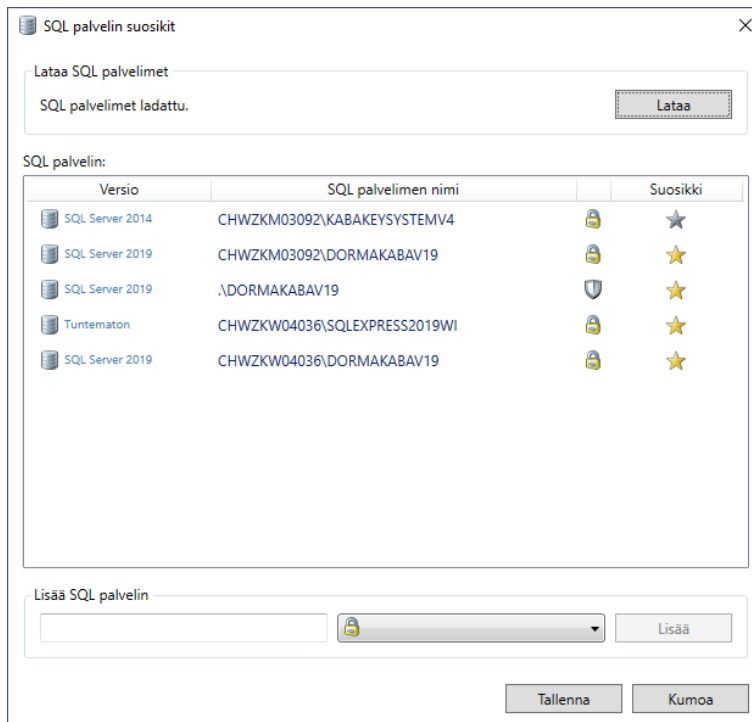 SQL palvelin suosikit
Lataa SQL palvelimet
SQL palvelimet ladattu.
Lataa
SQL palvelin:
Versio SQL palvelimen nimi Suosikki
SQL Server 2014 CHWZKM03092\KABAKEYSYSTEMV4
SQL Server 2019 CHWZKM03092\DORMAKABAV19
SQL Server 2019 .\DORMAKABAV19
Tuntematon CHWZKW04036\SQLEXPRESS2019WI
SQL Server 2019 CHWZKW04036\DORMAKABAV19
Lisää SQL palvelin
Lisää
Tallenna Kumoa